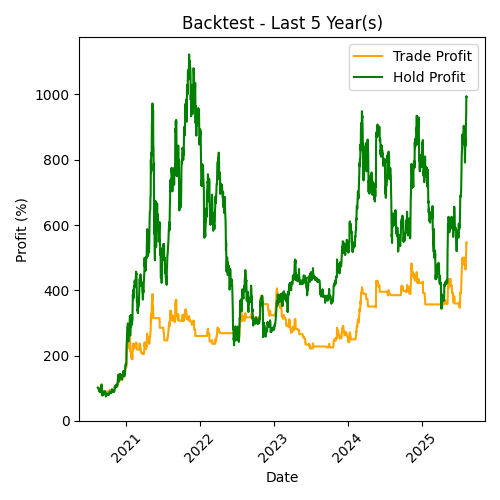 Backtest - Last 5 Year(s)
Trade Profit
Hold Profit
Profit (%)
1000
800
600
400
200
0
2021
2022
2023
2024
2025
Date